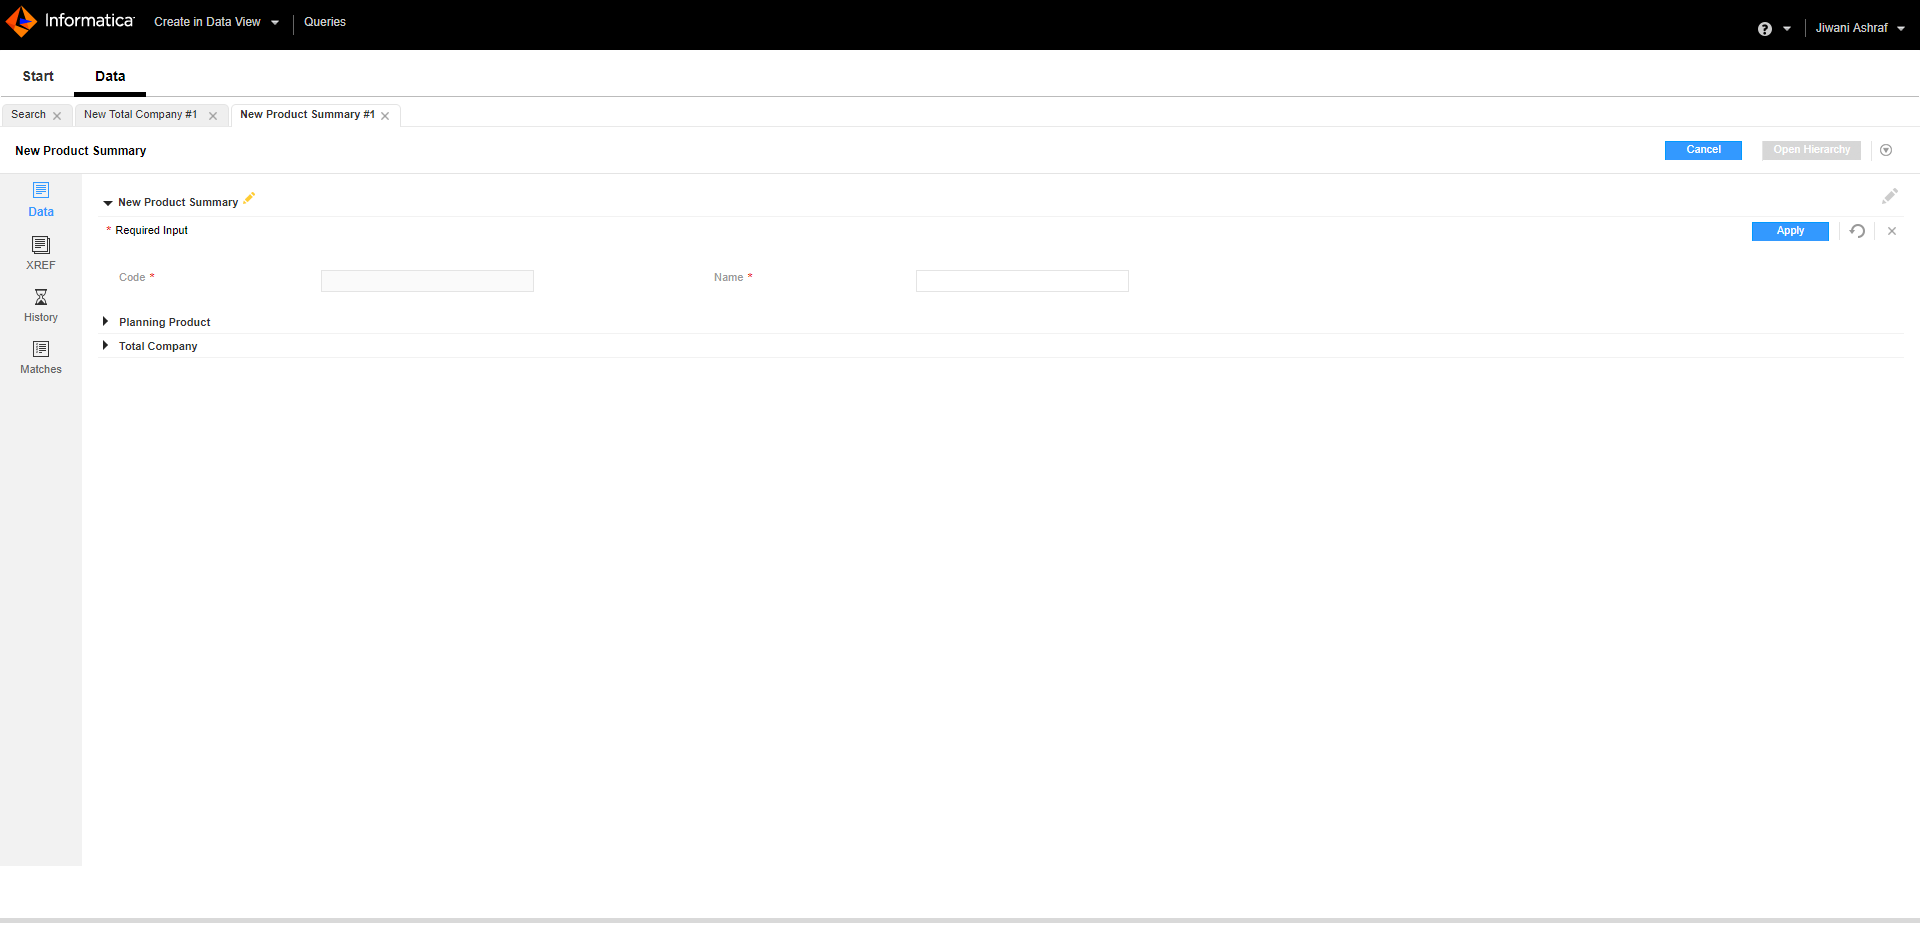 Informatica Create in Data View Queries ? Jiwani Ashraf
Start Data
Search New Total Company #1 New Product Summary #1
New Product Summary Cancel Open Hierarchy
Data
New Product Summary
* Required Input Apply
XREF
Code * Name *
History
Planning Product
Total Company
Matches